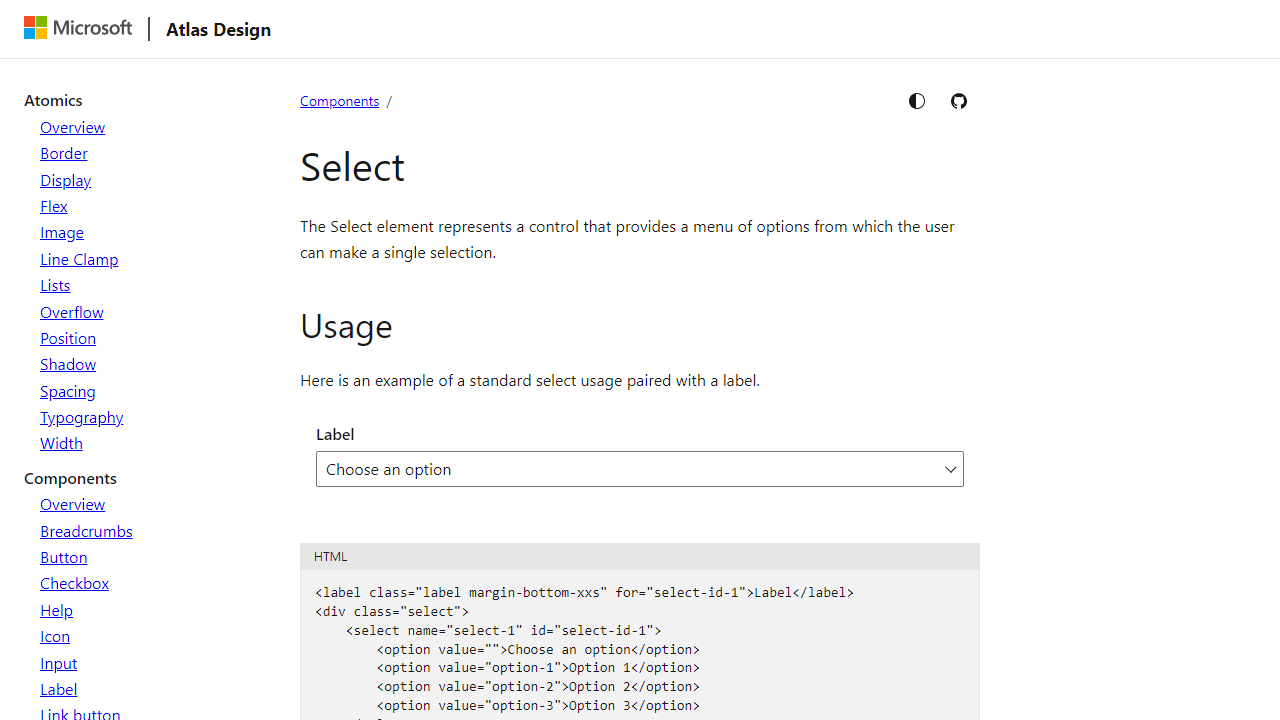 Microsoft
Atlas Design
Atomics
Overview
Border
Display
Flex
Image
Line Clamp
Lists
Overflow
Position
Shadow
Spacing
Typography
Width
Components
Overview
Breadcrumbs
Button
Checkbox
Help
Icon
Input
Label
Link button
Components /
Select
The Select element represents a control that provides a menu of options from which the user
can make a single selection.
Usage
Here is an example of a standard select usage paired with a label.
Label
Choose an option
HTML
<label class="label margin-bottom-xxs" for="select-id-1">Label</label>
<div class="select">
    <select name="select-1" id="select-id-1">
        <option value="">Choose an option</option>
        <option value="option-1">Option 1</option>
        <option value="option-2">Option 2</option>
        <option value="option-3">Option 3</option>